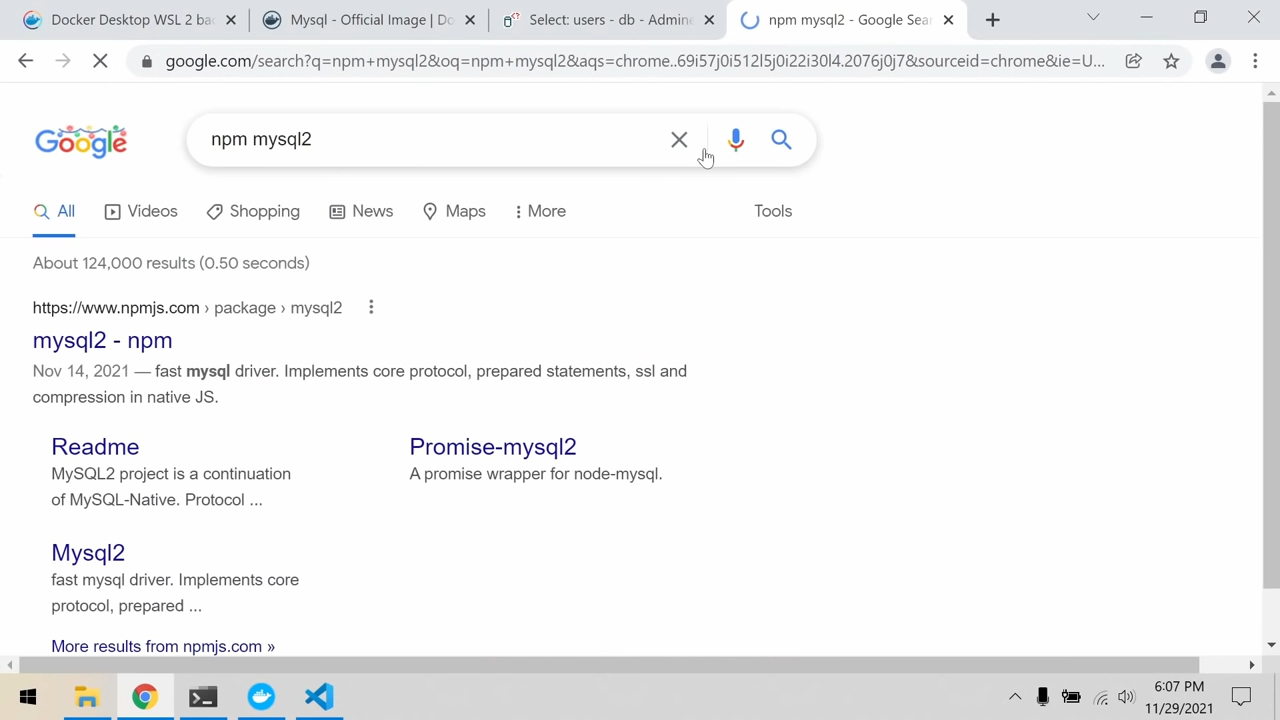 Docker Desktop WSL 2 ba
Mysql - Official Image | Do
Select: users - db - Admine
npm mysql2 - Google Sea
google.com/search?q=npm+mysql2&oq=npm+mysql2&aqs=chrome..69i57j0i512l5j0i22i30l4.2076j0j7&sourceid=chrome&ie=U...
Google
npm mysql2
All
Videos
Shopping
News
Maps
More
Tools
About 124,000 results (0.50 seconds)
https://www.npmjs.com › package › mysql2
mysql2 - npm
Nov 14, 2021 — fast mysql driver. Implements core protocol, prepared statements, ssl and
compression in native JS.
Readme
MySQL2 project is a continuation
of MySQL-Native. Protocol ...
Promise-mysql2
A promise wrapper for node-mysql.
Mysql2
fast mysql driver. Implements core
protocol, prepared ...
More results from npmjs.com »
6:07 PM
11/29/2021